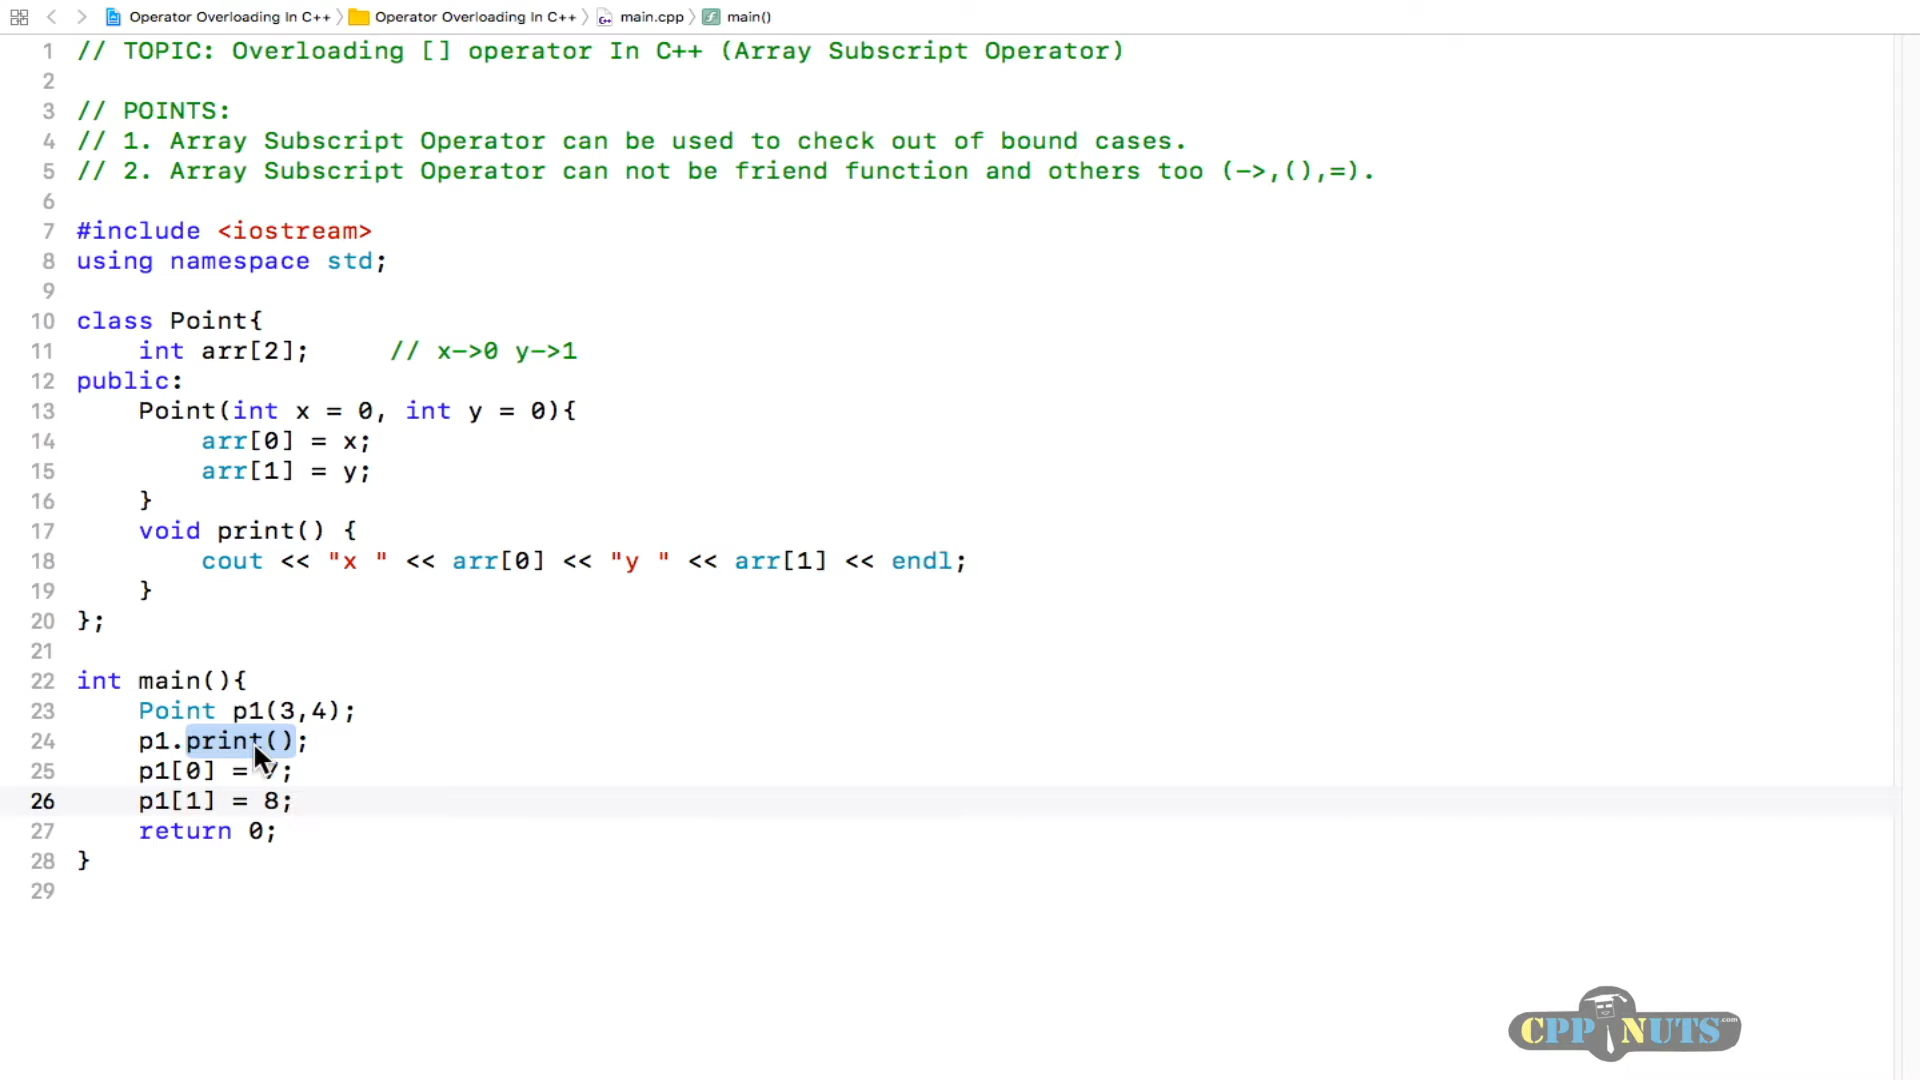 Operator Overloading In C++ Operator Overloading In C++ main.cpp main()
1 // TOPIC: Overloading [] operator In C++ (Array Subscript Operator)
2
3 // POINTS:
4 // 1. Array Subscript Operator can be used to check out of bound cases.
5 // 2. Array Subscript Operator can not be friend function and others too (->,(),=).
6
7 #include <iostream>
8 using namespace std;
9
10 class Point{
11 int arr[2]; // x->0 y->1
12 public:
13 Point(int x = 0, int y = 0){
14 arr[0] = x;
15 arr[1] = y;
16 }
17 void print() {
18 cout << "x " << arr[0] << "y " << arr[1] << endl;
19 }
20 };
21
22 int main(){
23 Point p1(3,4);
24 p1.print();
25 p1[0] = ;
26 p1[1] = 8;
27 return 0;
28 }
29
CPP NUTS.com